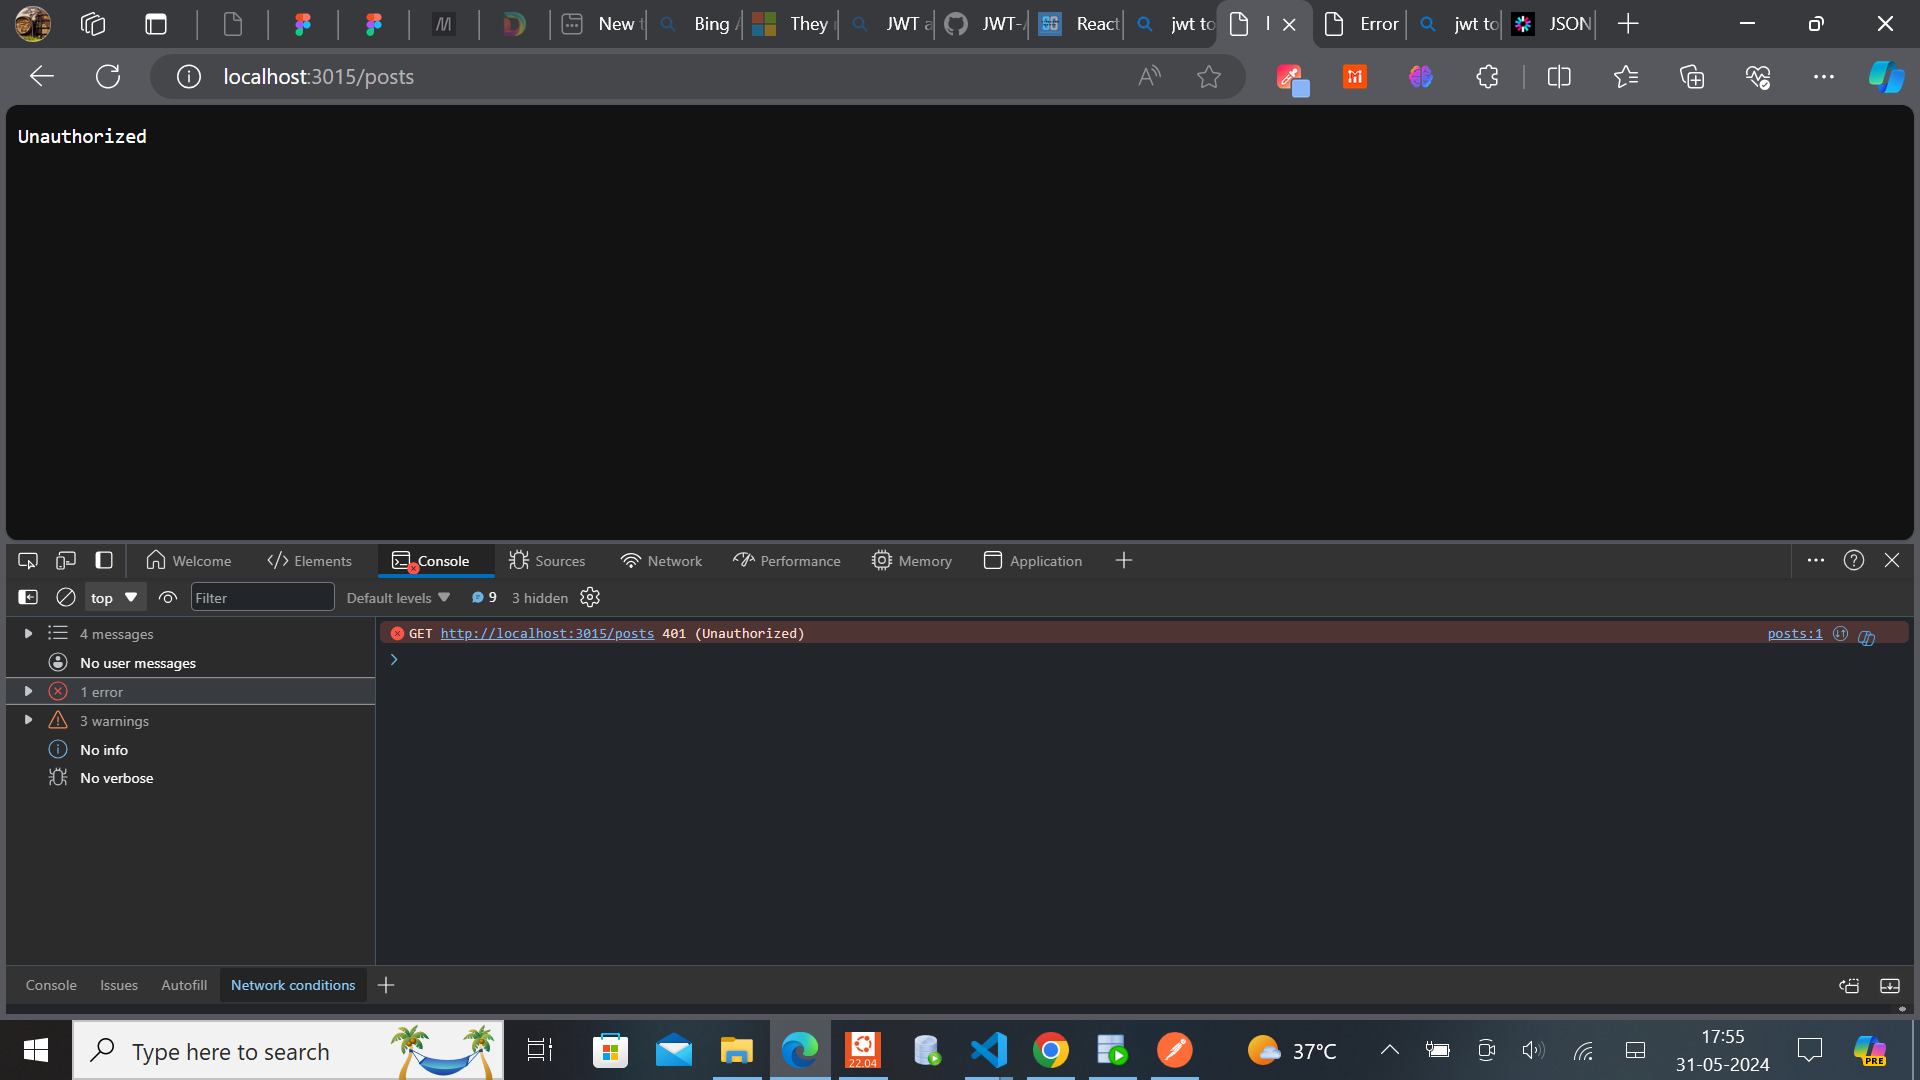 New t
Bing A
They
JWT a
JWT-
React
jwt to
Error
jwt to
JSON
localhost:3015/posts
Unauthorized
Welcome
Elements
Console
Sources
Network
Performance
Memory
Application
top
Filter
Default levels
9
3 hidden
4 messages
No user messages
1 error
3 warnings
No info
No verbose
GET http://localhost:3015/posts 401 (Unauthorized)
posts:1
Console
Issues
Autofill
Network conditions
Type here to search
22.04
37°C
17:55
31-05-2024
PRE